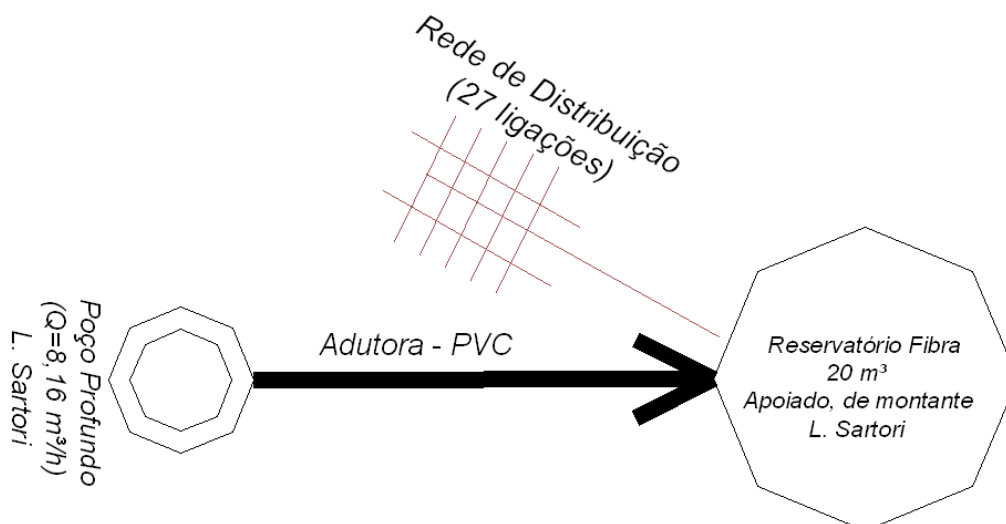 Rede de Distribuição
(27 ligações)
Poço Profundo
(Q=8,16 m³/h)
L. Sartori
Adutora - PVC
Reservatório Fibra
20 m³
Apoiado, de montante
L. Sartori